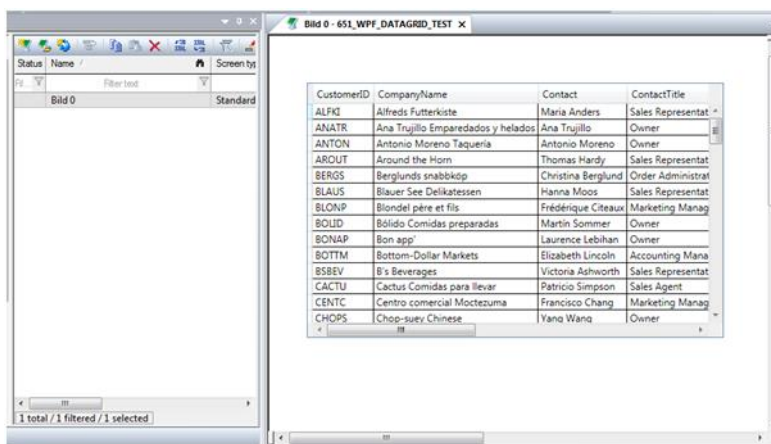 Bild 0 - 651_WPF_DATAGRID_TEST X
Status Name Screen typ
Filter text
Bild 0 Standard
CustomerID CompanyName Contact ContactTitle
ALFKI Alfreds Futterkiste Maria Anders Sales Representat
ANATR Ana Trujillo Emparedados y helados Ana Trujillo Owner
ANTON Antonio Moreno Taquería Antonio Moreno Owner
AROUT Around the Horn Thomas Hardy Sales Representat
BERGS Berglunds snabbköp Christina Berglund Order Administrat
BLAUS Blauer See Delikatessen Hanna Moos Sales Representat
BLONP Blondel père et fils Frédérique Citeaux Marketing Manag
BOLID Bólido Comidas preparadas Martín Sommer Owner
BONAP Bon app' Laurence Lebihan Owner
BOTTM Bottom-Dollar Markets Elizabeth Lincoln Accounting Mana
BSBEV B's Beverages Victoria Ashworth Sales Representat
CACTU Cactus Comidas para llevar Patricio Simpson Sales Agent
CENTC Centro comercial Moctezuma Francisco Chang Marketing Manag
CHOPS Chop-suey Chinese Yang Wang Owner
1 total / 1 filtered / 1 selected